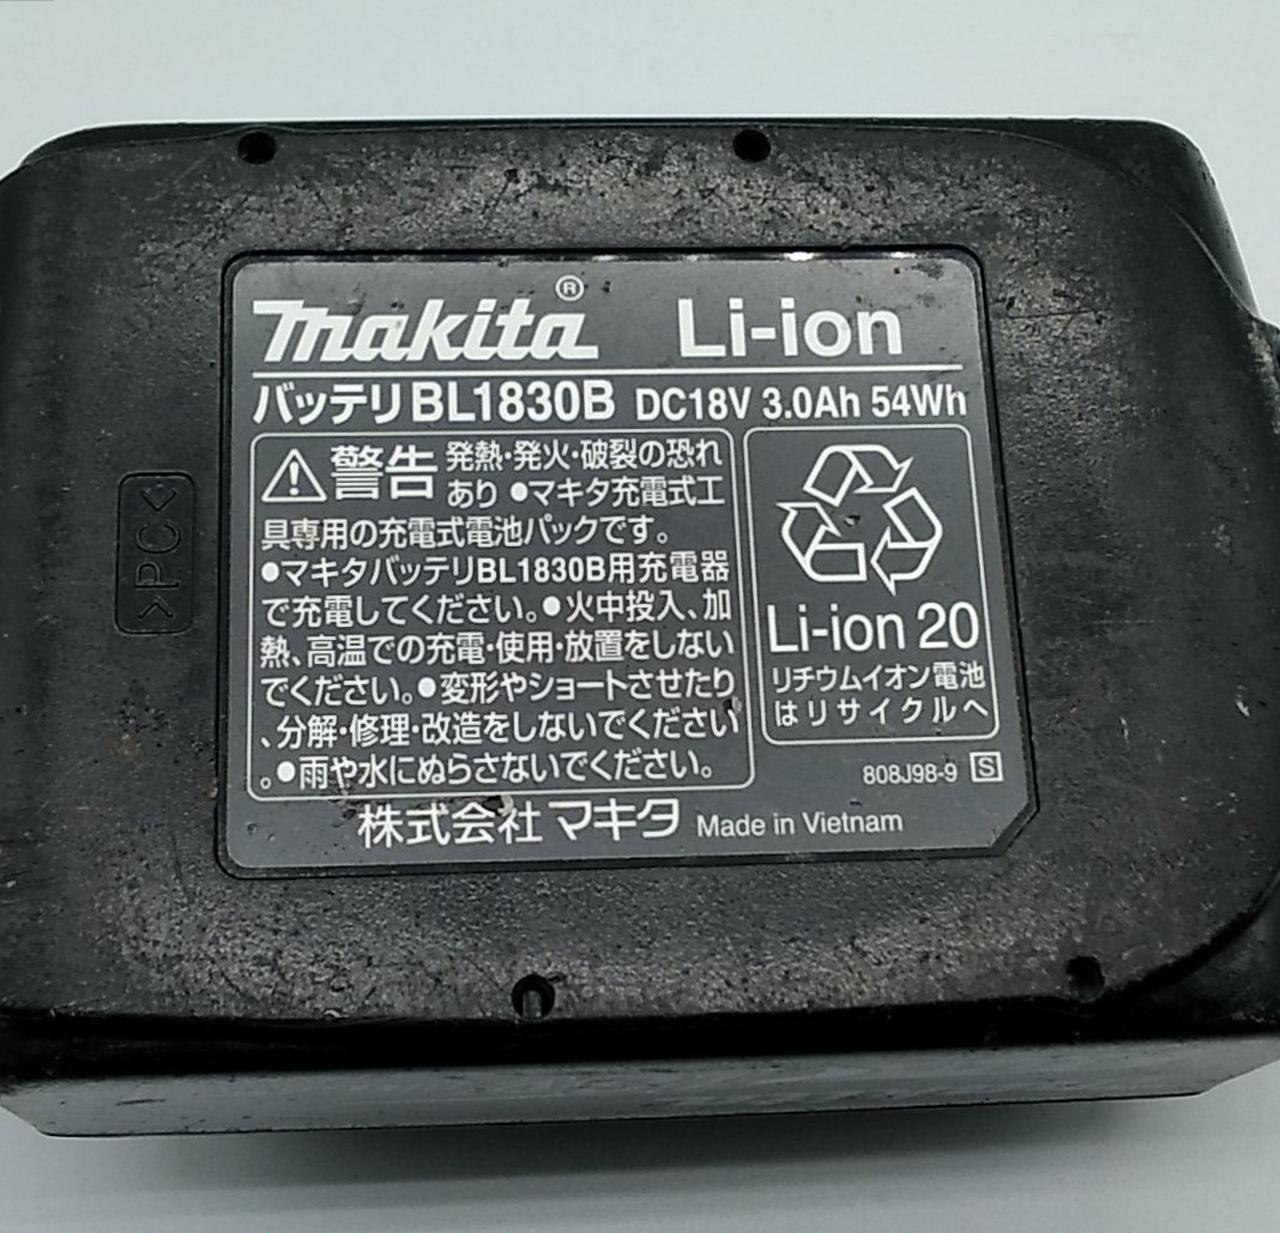 makita® Li-ion
バッテリBL1830B DC18V 3.0Ah 54Wh
警告 発熱・発火・破裂の恐れ
あり ●マキタ充電式工
具専用の充電式電池パックです。
●マキタバッテリBL1830B用充電器
で充電してください。●火中投入、加
熱、高温での充電・使用・放置をしない
でください。●変形やショートさせたり
、分解・修理・改造をしないでください
。●雨や水にぬらさないでください。
Li-ion 20
リチウムイオン電池
はリサイクルへ
808J98-9 S
株式会社マキタ Made in Vietnam
>PC<